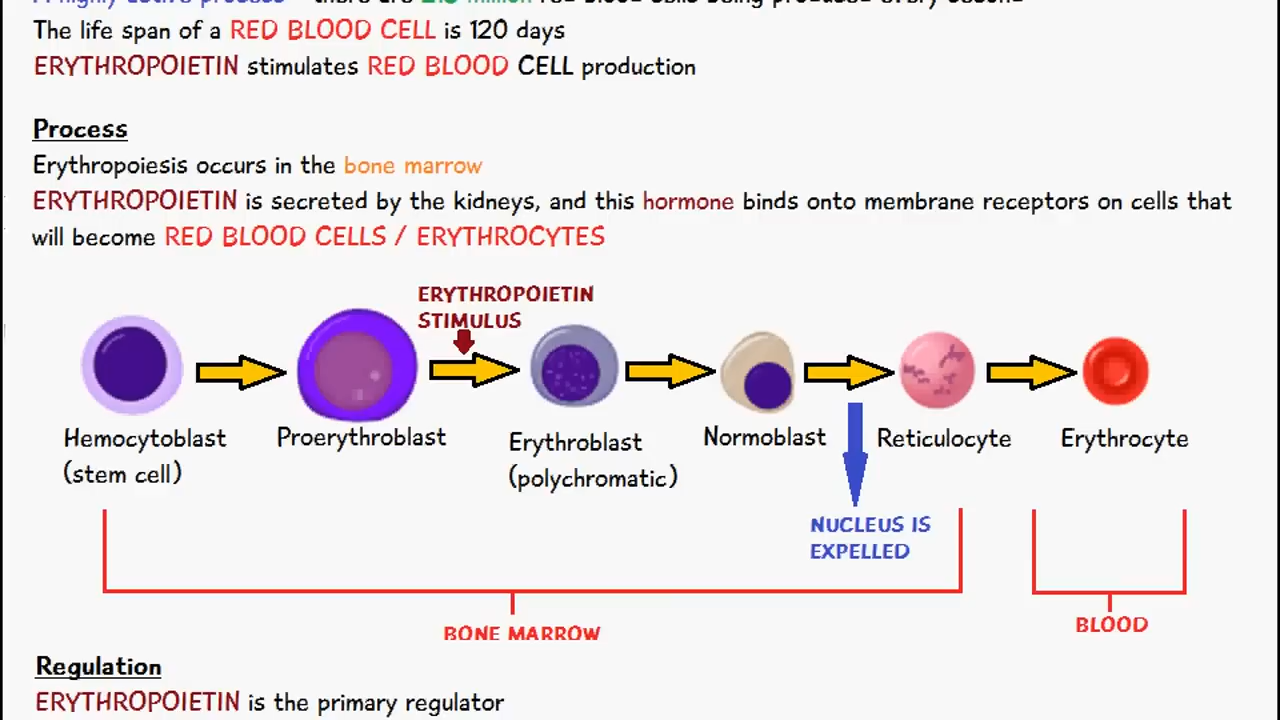 The life span of a RED BLOOD CELL is 120 days
ERYTHROPOIETIN stimulates RED BLOOD CELL production
Process
Erythropoiesis occurs in the bone marrow
ERYTHROPOIETIN is secreted by the kidneys, and this hormone binds onto membrane receptors on cells that
will become RED BLOOD CELLS / ERYTHROCYTES
ERYTHROPOIETIN
STIMULUS
Hemocytoblast
(stem cell)
Proerythroblast
Erythroblast
(polychromatic)
Normoblast
Reticulocyte
Erythrocyte
NUCLEUS IS
EXPELLED
BONE MARROW
BLOOD
Regulation
ERYTHROPOIETIN is the primary regulator